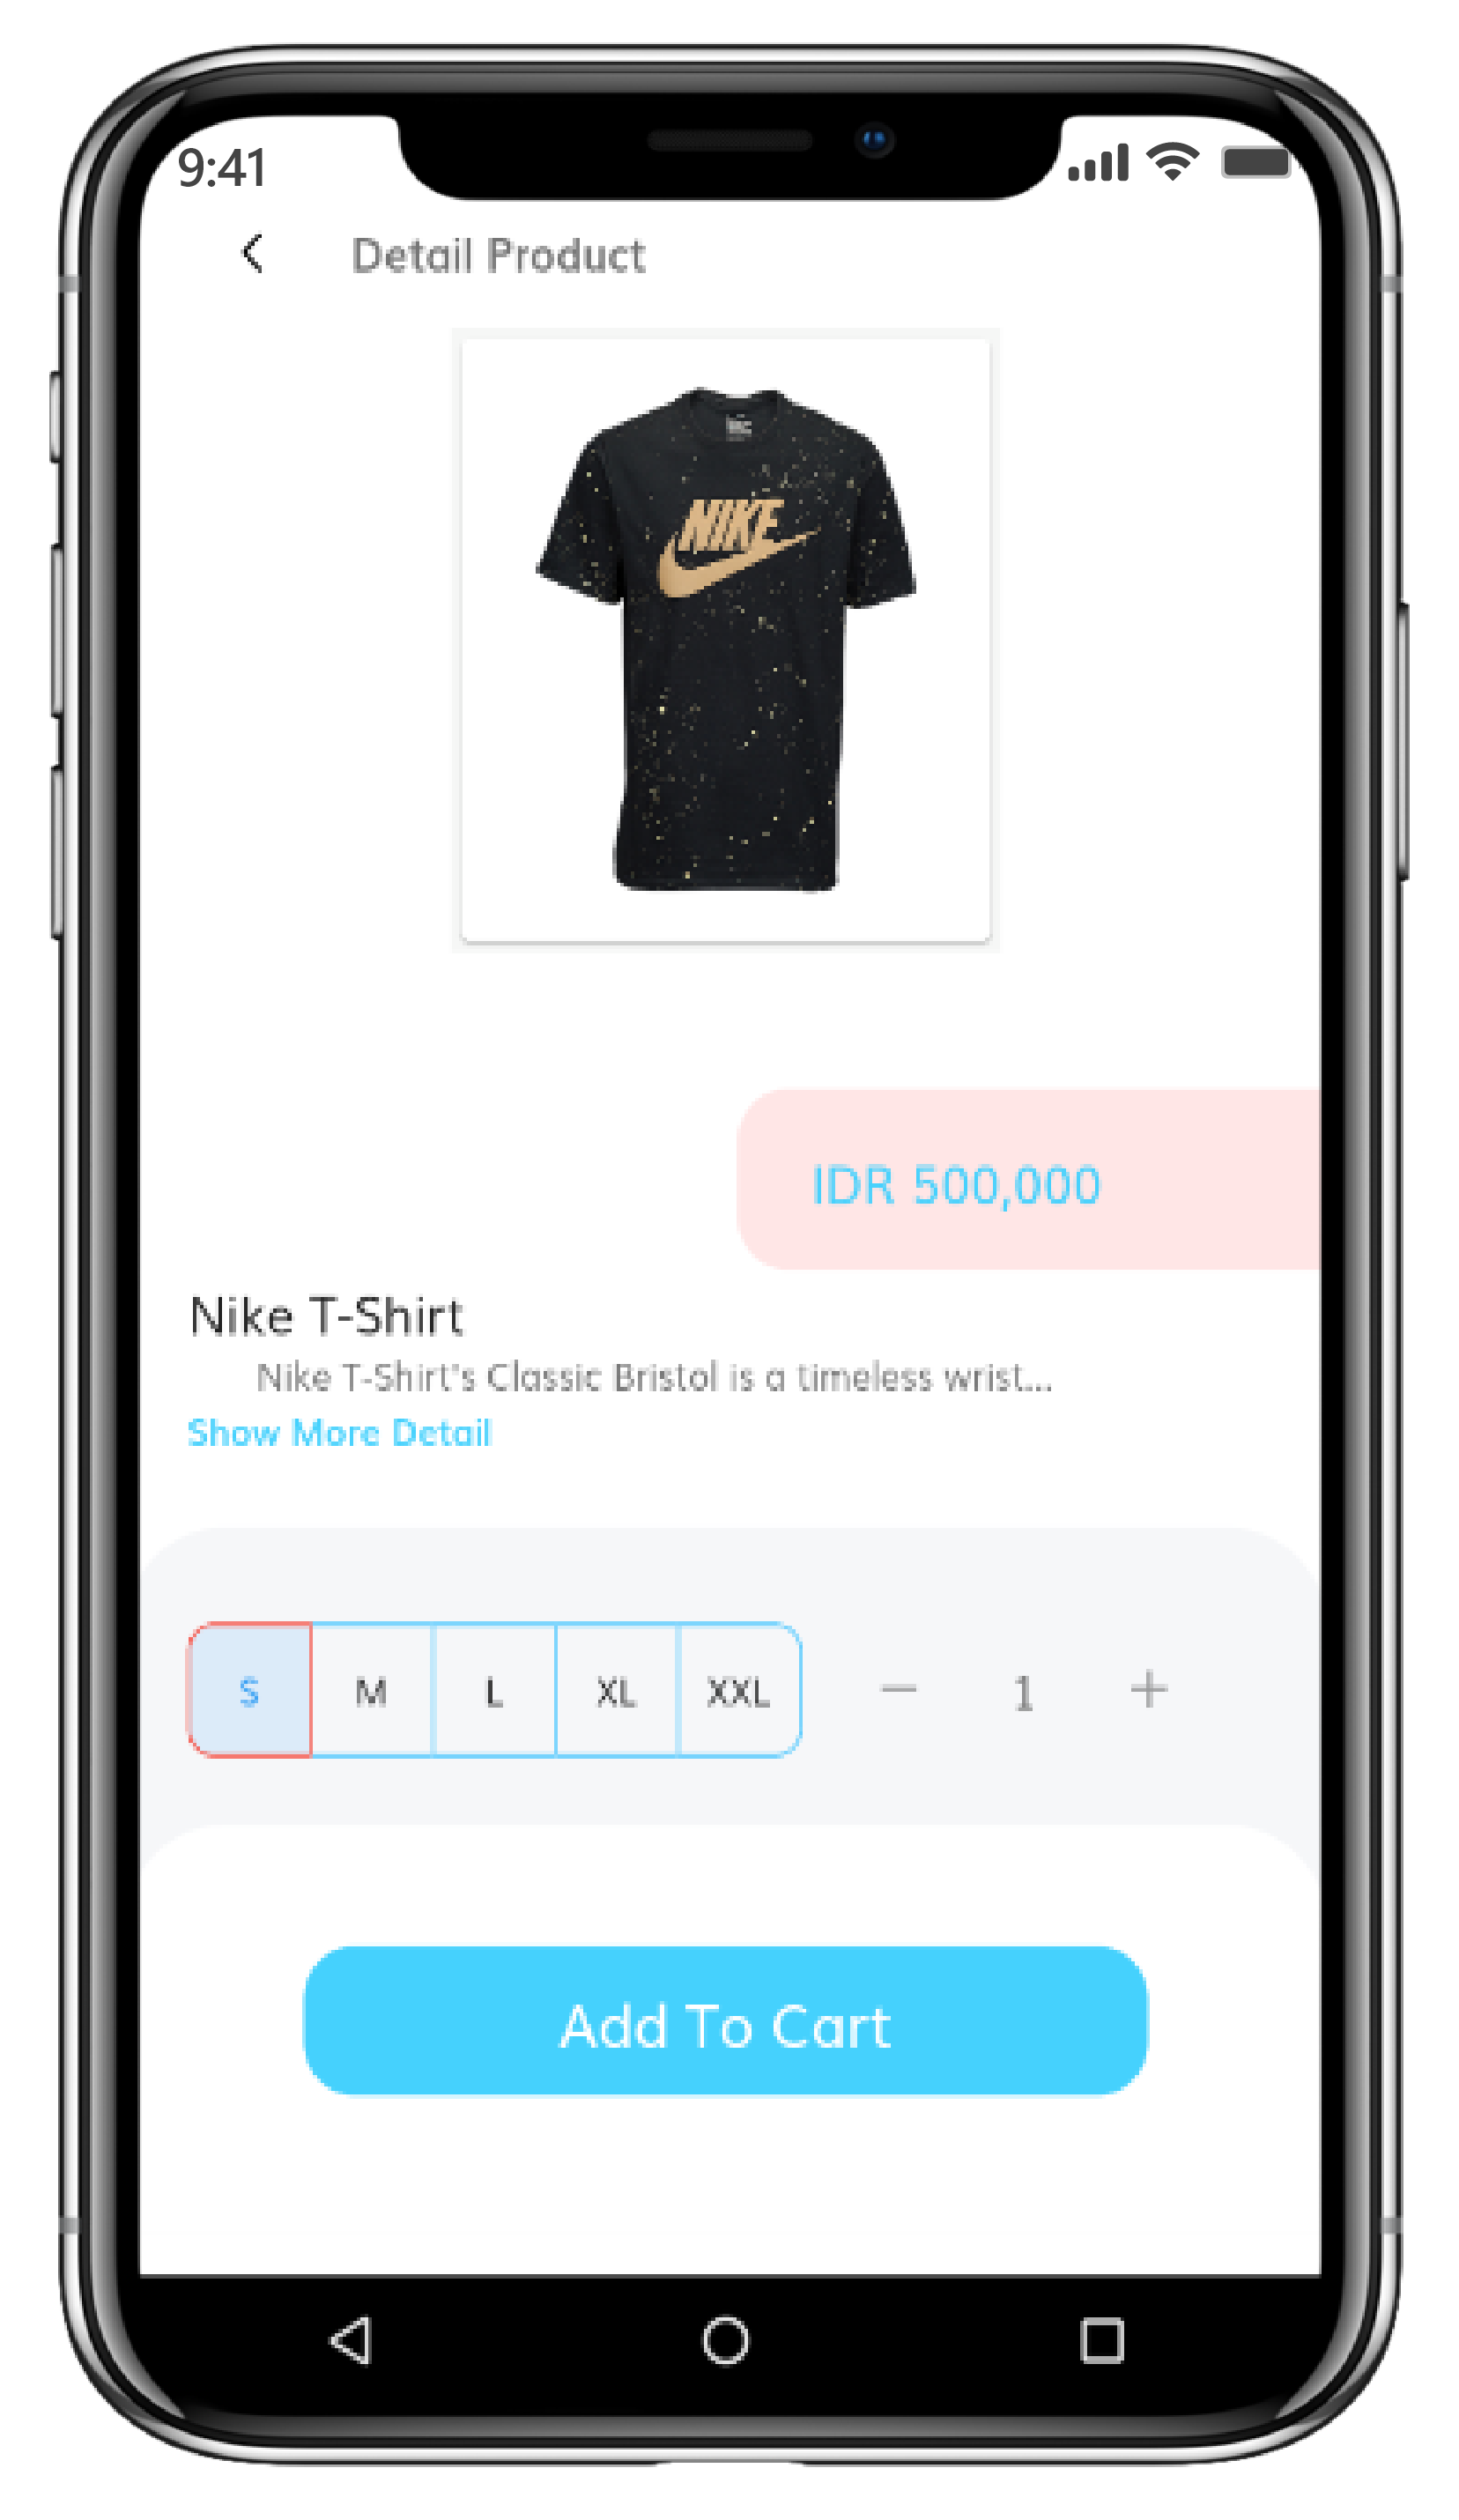 9:41
Detail Product
NIKE
IDR 500,000
Nike T-Shirt
Nike T-Shirt's Classic Bristol is a timeless wrist...
Show More Detail
S M L XL XXL − 1 +
Add To Cart